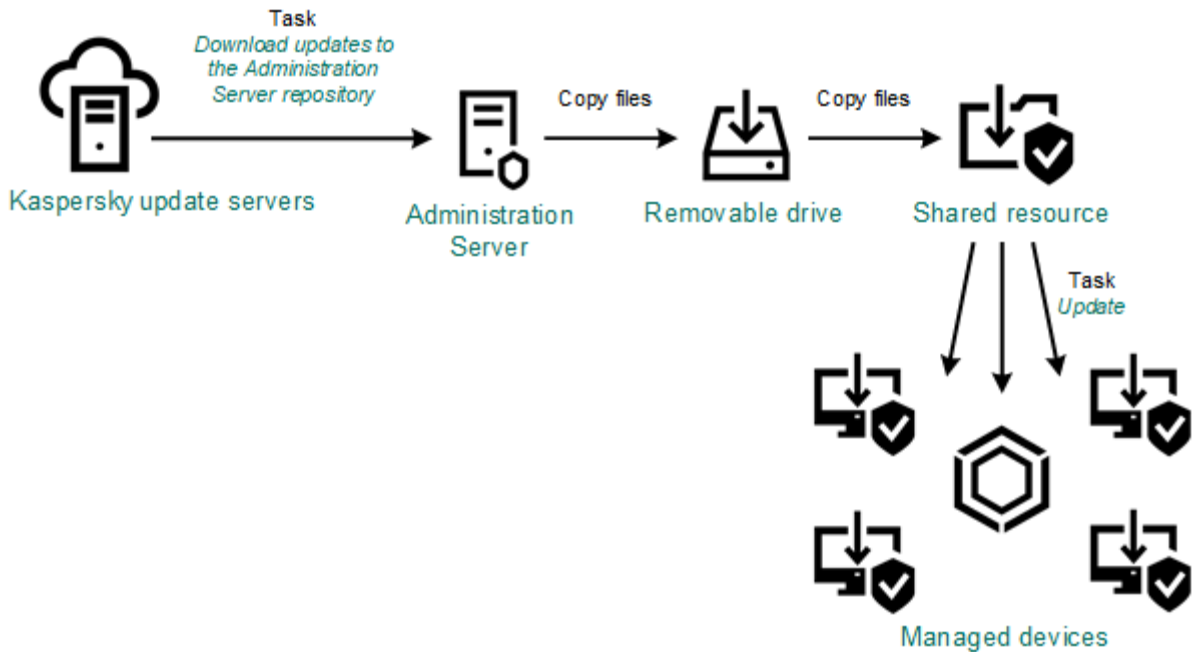 Task
Download updates to
the Administration
Server repository
Copy files
Copy files
Kaspersky update servers
Administration
Server
Removable drive
Shared resource
Task
Update
Managed devices